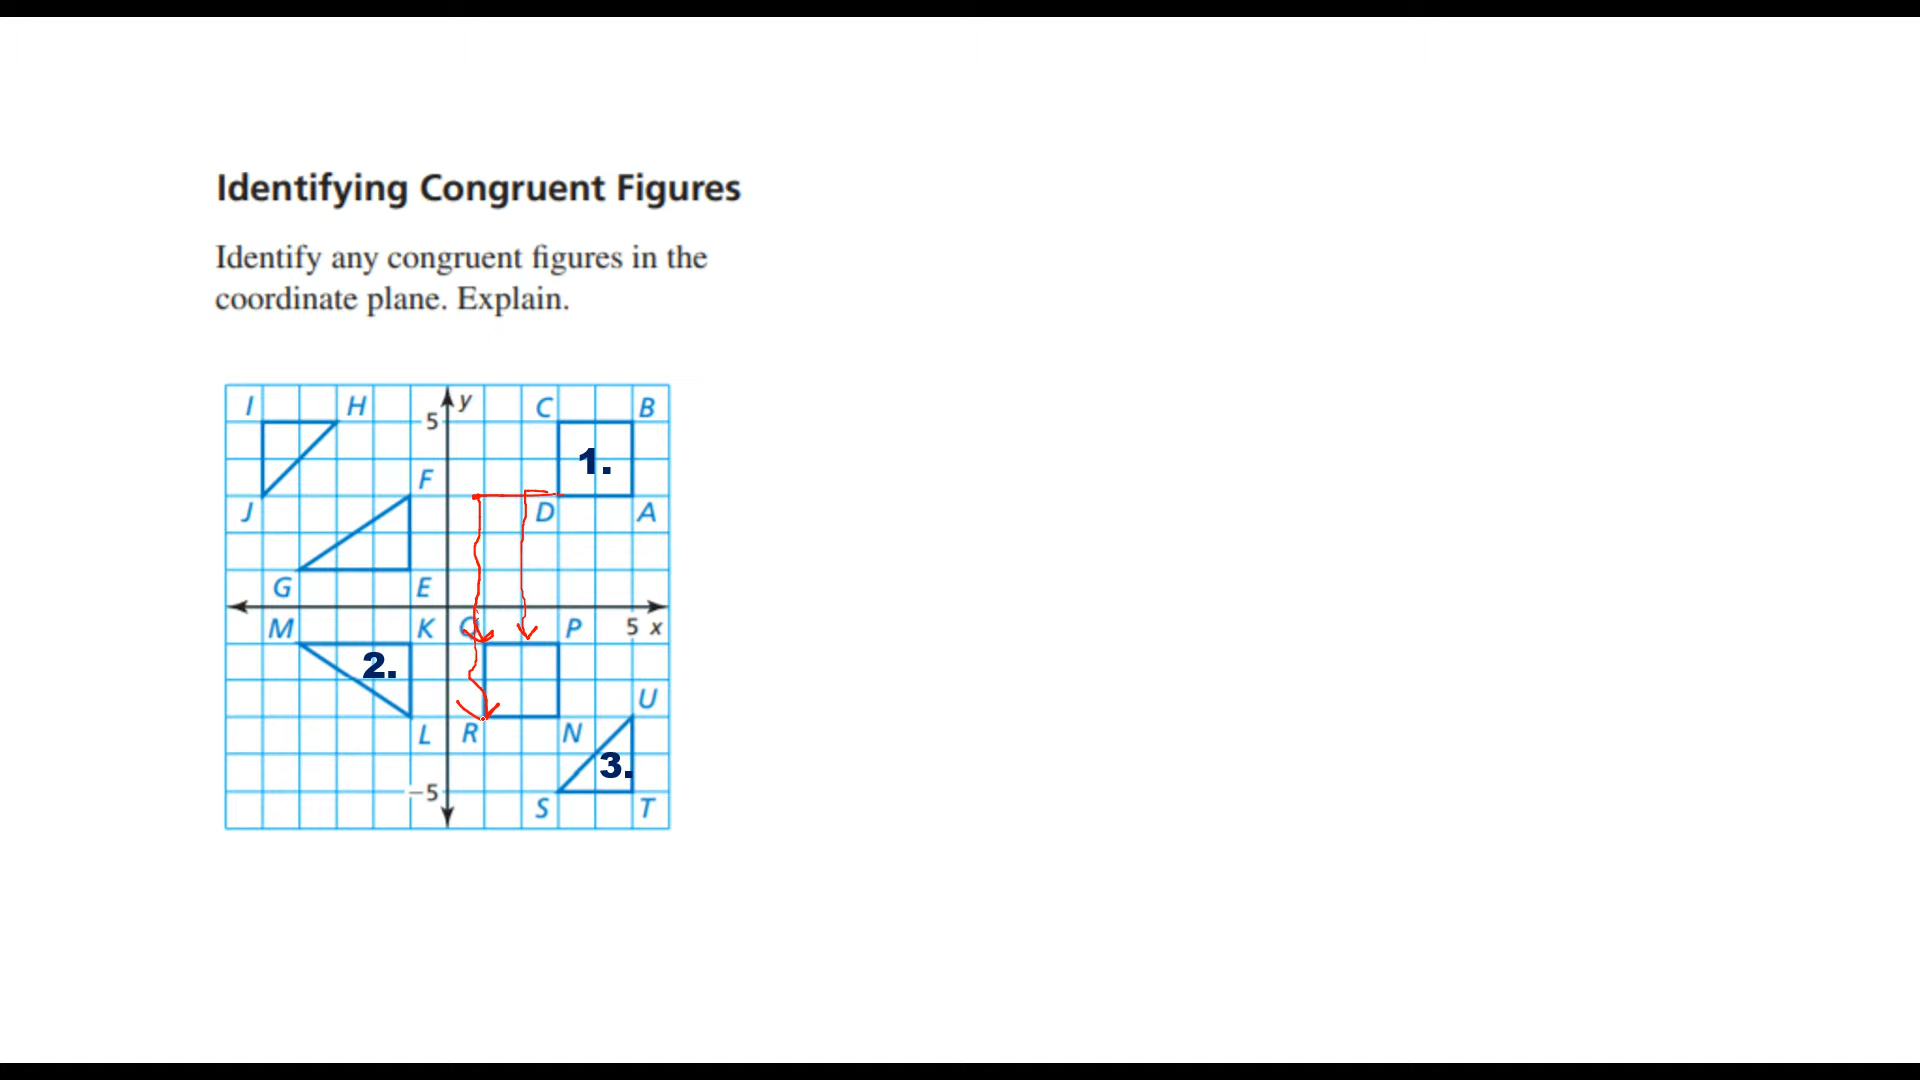 Identifying Congruent Figures
Identify any congruent figures in the
coordinate plane. Explain.
I H 5 y C B
1.
F
J D A
G E
M K Q P 5 x
2.
U
L R N
3.
−5 S T